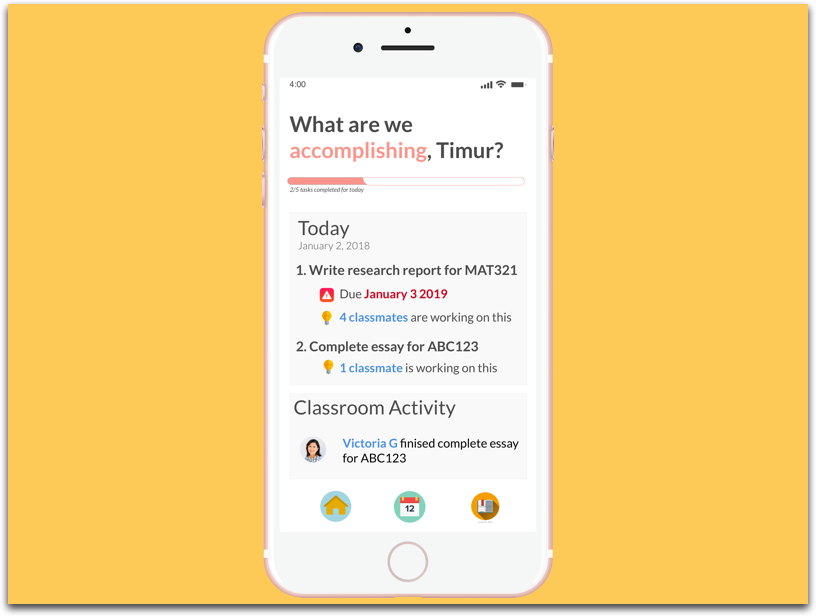 4:00
What are we
accomplishing, Timur?
2/5 tasks completed for today
Today
January 2, 2018
1. Write research report for MAT321
Due January 3 2019
4 classmates are working on this
2. Complete essay for ABC123
1 classmate is working on this
Classroom Activity
Victoria G finised complete essay
for ABC123
12